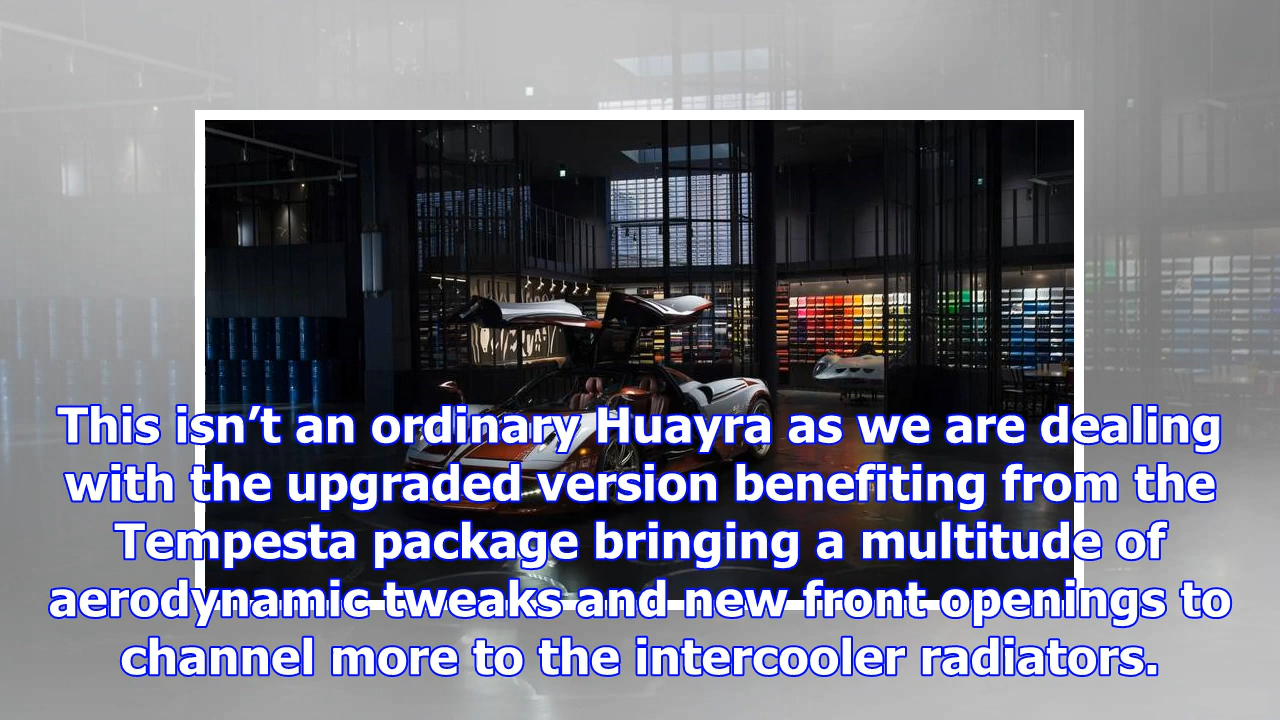 This isn’t an ordinary Huayra as we are dealing
with the upgraded version benefiting from the
Tempesta package bringing a multitude of
aerodynamic tweaks and new front openings to
channel more to the intercooler radiators.